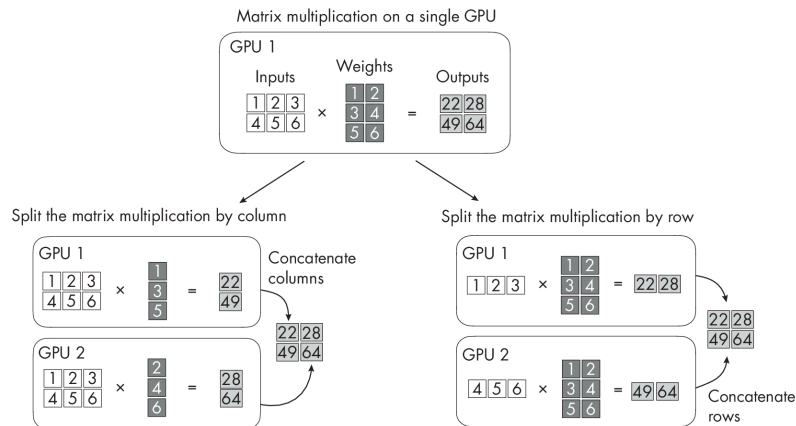 Matrix multiplication on a single GPU
GPU 1
Inputs
Weights
Outputs
1 2 3
4 5 6
×
1 2
3 4
5 6
=
22 28
49 64
Split the matrix multiplication by column
GPU 1
1 2 3
4 5 6
×
1
3
5
=
22
49
Concatenate
columns
22 28
49 64
GPU 2
1 2 3
4 5 6
×
2
4
6
=
28
64
Split the matrix multiplication by row
GPU 1
1 2 3
×
1 2
3 4
5 6
=
22 28
22 28
49 64
GPU 2
4 5 6
×
1 2
3 4
5 6
=
49 64
Concatenate
rows